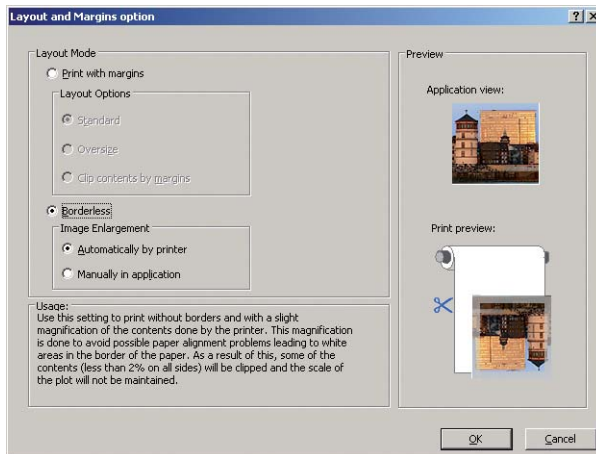 Layout and Margins option
Layout Mode
Print with margins
Layout Options
Standard
Oversize
Clip contents by margins
Borderless
Image Enlargement
Automatically by printer
Manually in application
Usage:
Use this setting to print without borders and with a slight
magnification of the contents done by the printer. This magnification
is done to avoid possible paper alignment problems leading to white
areas in the border of the paper. As a result of this, some of the
contents (less than 2% on all sides) will be clipped and the scale of
the plot will not be maintained.
Preview
Application view:
Print preview:
OK
Cancel